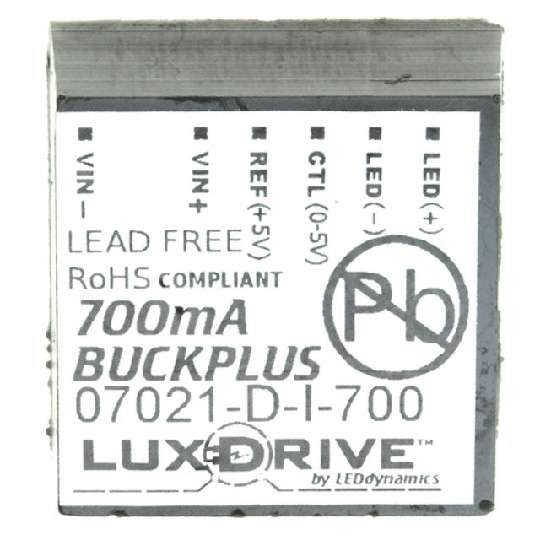 VIN−
VIN+
REF(+5V)
CTL(0-5V)
LED(−)
LED(+)
LEAD FREE
RoHS COMPLIANT
Pb
700mA
BUCKPLUS
07021-D-I-700
LUXDRIVE™
by LEDdynamics